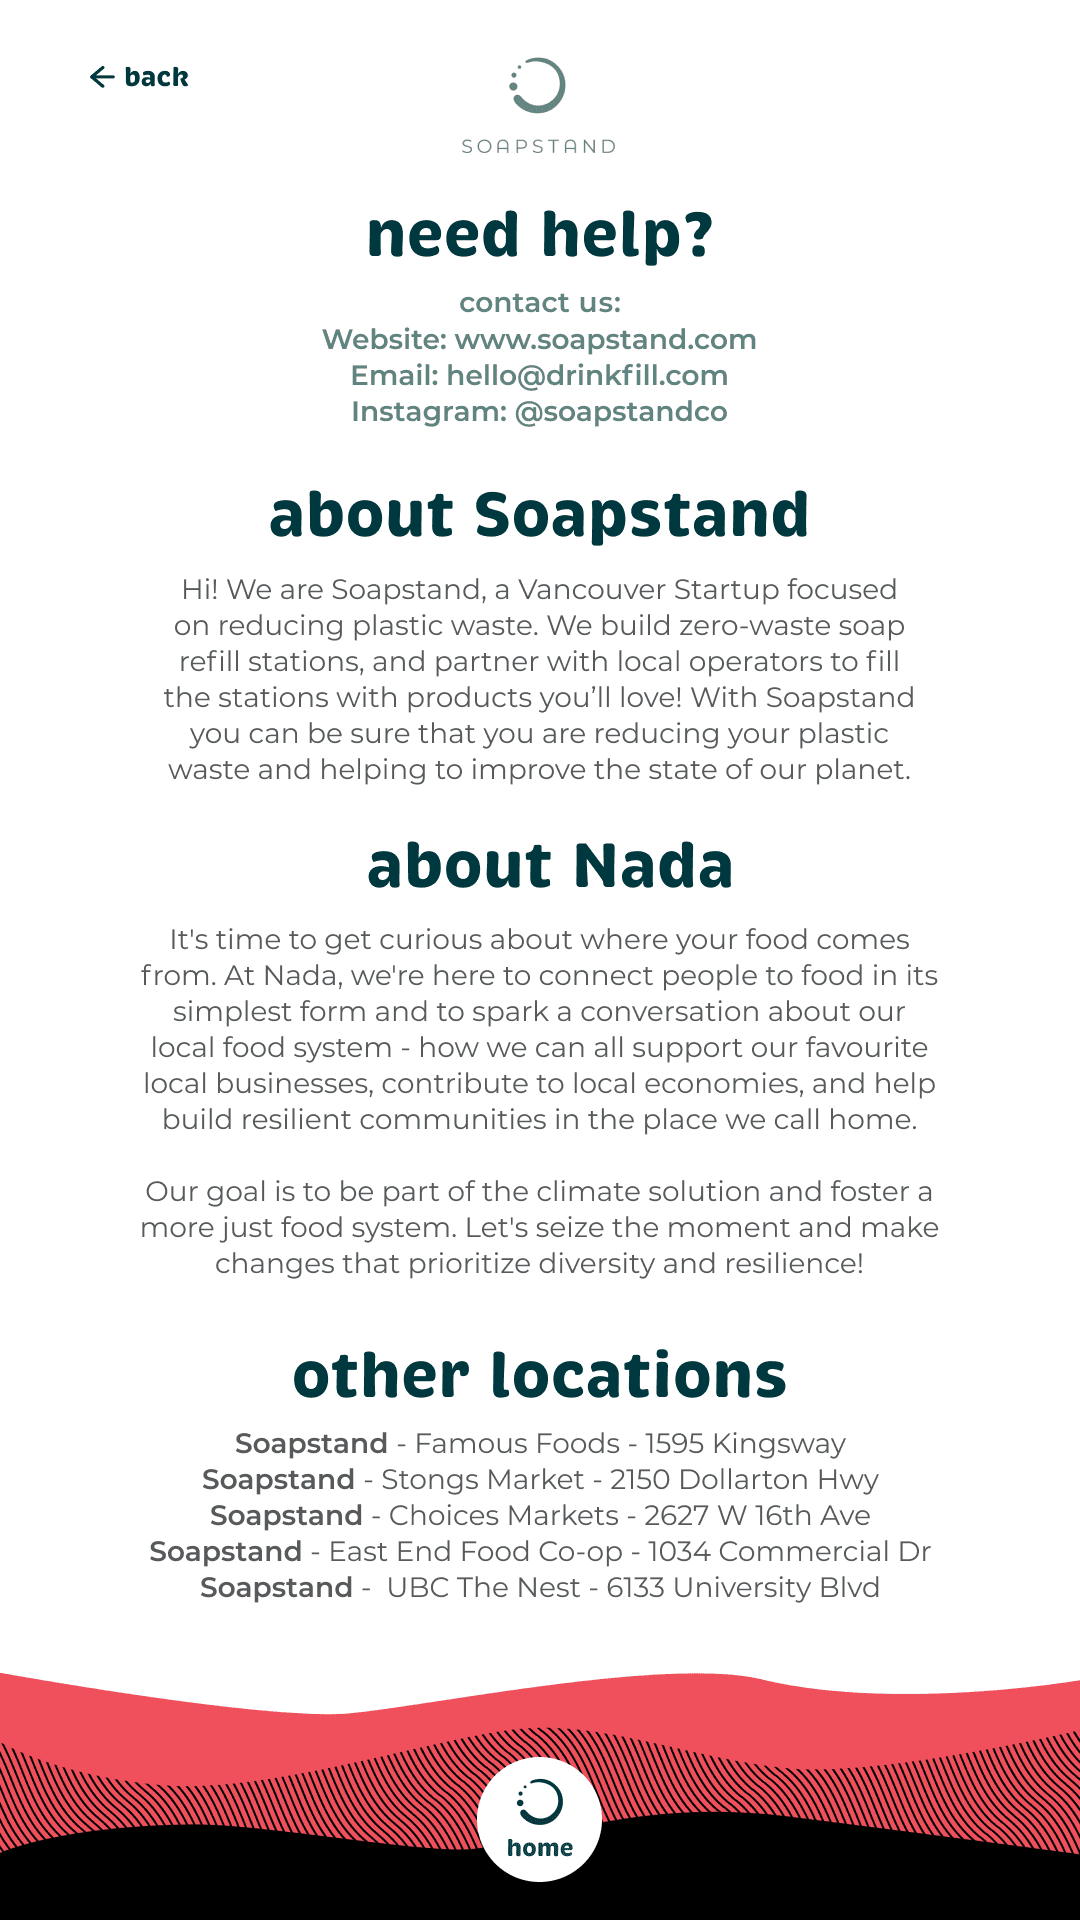 back
SOAPSTAND
need help?
contact us:
Website: www.soapstand.com
Email: hello@drinkfill.com
Instagram: @soapstandco
about Soapstand
Hi! We are Soapstand, a Vancouver Startup focused
on reducing plastic waste. We build zero-waste soap
refill stations, and partner with local operators to fill
the stations with products you’ll love! With Soapstand
you can be sure that you are reducing your plastic
waste and helping to improve the state of our planet.
about Nada
It's time to get curious about where your food comes
from. At Nada, we're here to connect people to food in its
simplest form and to spark a conversation about our
local food system - how we can all support our favourite
local businesses, contribute to local economies, and help
build resilient communities in the place we call home.
Our goal is to be part of the climate solution and foster a
more just food system. Let's seize the moment and make
changes that prioritize diversity and resilience!
other locations
Soapstand - Famous Foods - 1595 Kingsway
Soapstand - Stongs Market - 2150 Dollarton Hwy
Soapstand - Choices Markets - 2627 W 16th Ave
Soapstand - East End Food Co-op - 1034 Commercial Dr
Soapstand - UBC The Nest - 6133 University Blvd
home